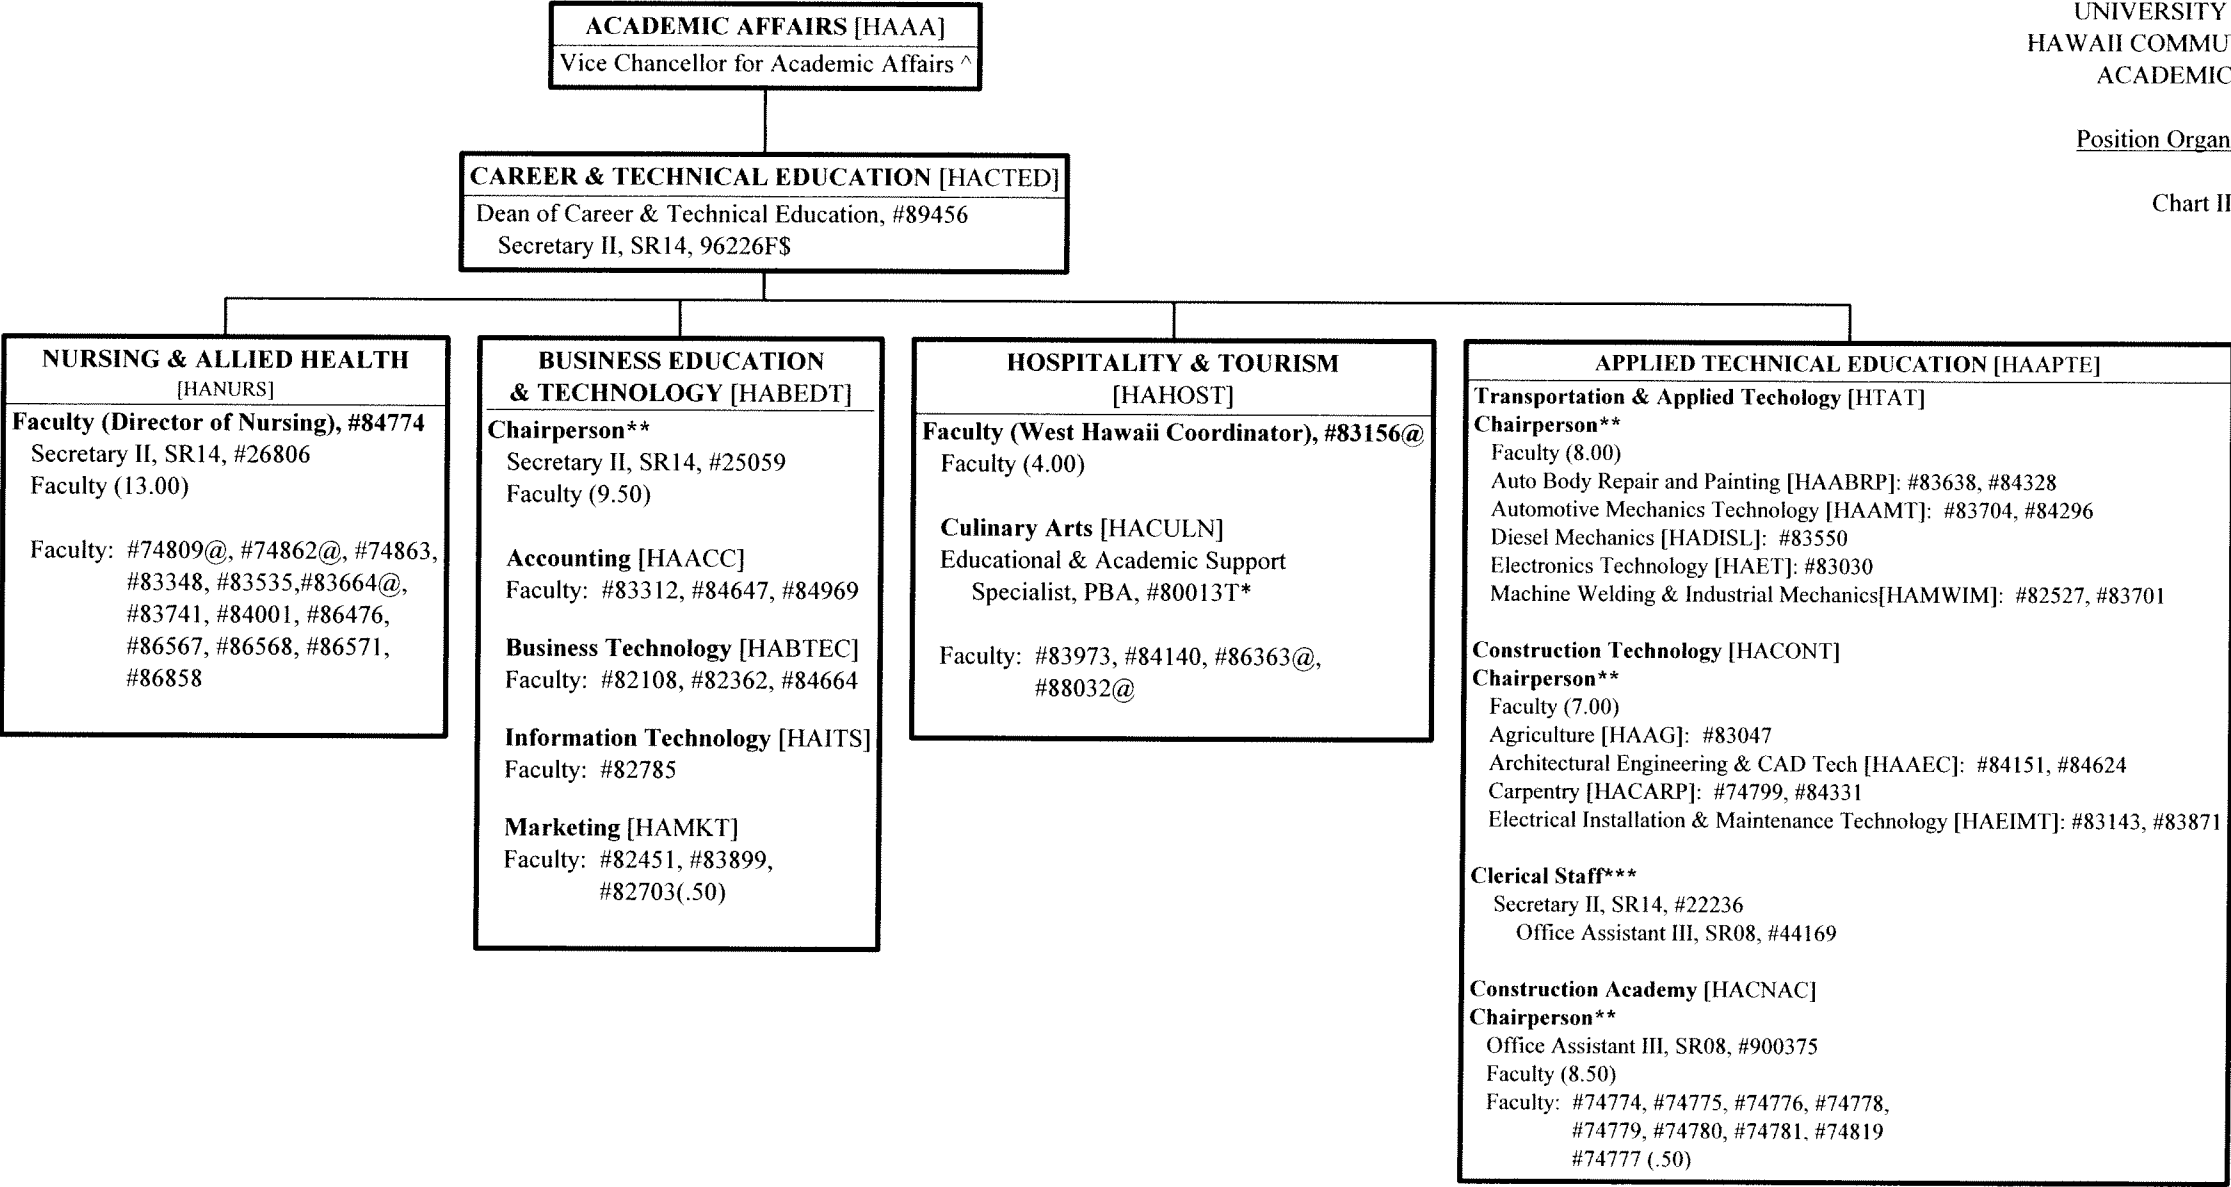 UNIVERSITY
HAWAII COMMU
ACADEMIC
Position Organ
Chart II
ACADEMIC AFFAIRS [HAAA]
Vice Chancellor for Academic Affairs ^
CAREER & TECHNICAL EDUCATION [HACTED]
Dean of Career & Technical Education, #89456
Secretary II, SR14, 96226F$
NURSING & ALLIED HEALTH
[HANURS]
Faculty (Director of Nursing), #84774
Secretary II, SR14, #26806
Faculty (13.00)
Faculty: #74809@, #74862@, #74863,
#83348, #83535,#83664@,
#83741, #84001, #86476,
#86567, #86568, #86571,
#86858
BUSINESS EDUCATION
& TECHNOLOGY [HABEDT]
Chairperson**
Secretary II, SR14, #25059
Faculty (9.50)
Accounting [HAACC]
Faculty: #83312, #84647, #84969
Business Technology [HABTEC]
Faculty: #82108, #82362, #84664
Information Technology [HAITS]
Faculty: #82785
Marketing [HAMKT]
Faculty: #82451, #83899,
#82703(.50)
HOSPITALITY & TOURISM
[HAHOST]
Faculty (West Hawaii Coordinator), #83156@
Faculty (4.00)
Culinary Arts [HACULN]
Educational & Academic Support
Specialist, PBA, #80013T*
Faculty: #83973, #84140, #86363@,
#88032@
APPLIED TECHNICAL EDUCATION [HAAPTE]
Transportation & Applied Techology [HTAT]
Chairperson**
Faculty (8.00)
Auto Body Repair and Painting [HAABRP]: #83638, #84328
Automotive Mechanics Technology [HAAMT]: #83704, #84296
Diesel Mechanics [HADISL]: #83550
Electronics Technology [HAET]: #83030
Machine Welding & Industrial Mechanics[HAMWIM]: #82527, #83701
Construction Technology [HACONT]
Chairperson**
Faculty (7.00)
Agriculture [HAAG]: #83047
Architectural Engineering & CAD Tech [HAAEC]: #84151, #84624
Carpentry [HACARP]: #74799, #84331
Electrical Installation & Maintenance Technology [HAEIMT]: #83143, #83871
Clerical Staff***
Secretary II, SR14, #22236
Office Assistant III, SR08, #44169
Construction Academy [HACNAC]
Chairperson**
Office Assistant III, SR08, #900375
Faculty (8.50)
Faculty: #74774, #74775, #74776, #74778,
#74779, #74780, #74781, #74819
#74777 (.50)